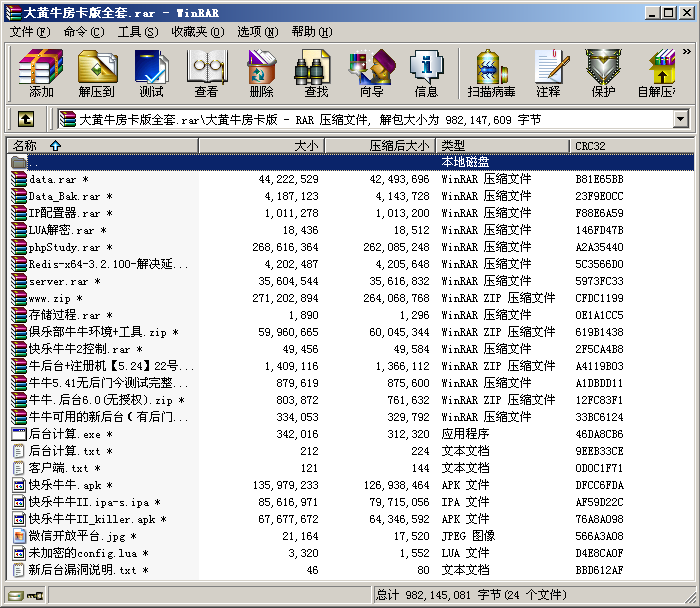 大黄牛房卡版全套.rar - WinRAR
文件(F) 命令(C) 工具(S) 收藏夹(O) 选项(N) 帮助(H)
添加 解压到 测试 查看 删除 查找 向导 信息 扫描病毒 注释 保护 自解压
大黄牛房卡版全套.rar\大黄牛房卡版 - RAR 压缩文件, 解包大小为 982,147,609 字节
名称 大小 压缩后大小 类型 CRC32
.. 本地磁盘
data.rar * 44,222,529 42,493,696 WinRAR 压缩文件 B81E65BB
Data_Bak.rar * 4,187,123 4,143,728 WinRAR 压缩文件 23F9E0CC
IP配置器.rar * 1,011,278 1,013,200 WinRAR 压缩文件 F88E6A59
LUA解密.rar * 18,436 18,512 WinRAR 压缩文件 146FD47B
phpStudy.rar * 268,616,364 262,085,248 WinRAR 压缩文件 A2A35440
Redis-x64-3.2.100-解决延... 4,202,487 4,205,648 WinRAR 压缩文件 5C3566D0
server.rar * 35,604,544 35,616,832 WinRAR 压缩文件 5973FC33
www.zip * 271,202,894 264,068,768 WinRAR ZIP 压缩文件 CFDC1199
存储过程.rar * 1,890 1,296 WinRAR 压缩文件 0E1A1CC5
俱乐部牛牛环境+工具.zip * 59,960,665 60,045,344 WinRAR ZIP 压缩文件 619B1438
快乐牛牛2控制.rar * 49,456 49,584 WinRAR 压缩文件 2F5CA4B8
牛后台+注册机【5.24】22号... 1,409,116 1,366,112 WinRAR ZIP 压缩文件 A4119B03
牛牛5.41无后门今测试完整... 879,619 875,600 WinRAR 压缩文件 A1DBDD11
牛牛.后台6.0(无授权).zip * 803,872 761,632 WinRAR ZIP 压缩文件 12FC83F1
牛牛可用的新后台（有后门... 334,053 329,792 WinRAR 压缩文件 33BC6124
后台计算.exe * 342,016 312,320 应用程序 46DA8CB6
后台计算.txt * 212 224 文本文档 9EEB33CE
客户端.txt * 121 144 文本文档 0D0C1F71
快乐牛牛.apk * 135,979,233 126,938,464 APK 文件 DFCC6FDA
快乐牛牛II.ipa-s.ipa * 85,616,971 79,715,056 IPA 文件 AF59D22C
快乐牛牛II_killer.apk * 67,677,672 64,346,592 APK 文件 76A8A098
微信开放平台.jpg * 21,164 17,520 JPEG 图像 566A3A08
未加密的config.lua * 3,320 1,552 LUA 文件 D4E8CA0F
新后台漏洞说明.txt * 46 80 文本文档 BBD612AF
总计 982,145,081 字节(24 个文件)